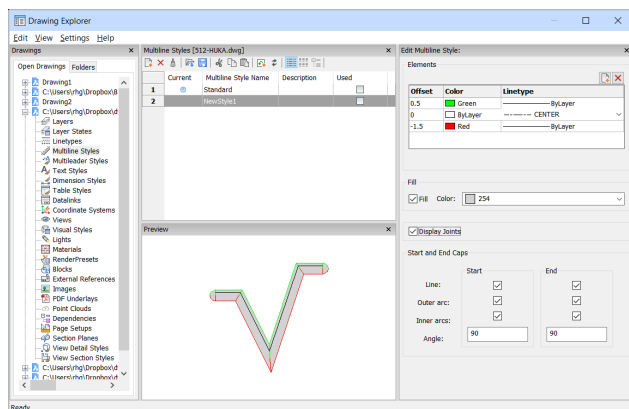 Drawing Explorer
Edit View Settings Help
Drawings
Open Drawings Folders
Drawing1
C:\Users\rhg\Dropbox\B
Drawing2
C:\Users\rhg\Dropbox\d
Layers
Layer States
Linetypes
Multiline Styles
Multileader Styles
Text Styles
Dimension Styles
Table Styles
Datalinks
Coordinate Systems
Views
Visual Styles
Lights
Materials
RenderPresets
Blocks
External References
Images
PDF Underlays
Point Clouds
Dependencies
Page Setups
Section Planes
View Detail Styles
View Section Styles
C:\Users\rhg\Dropbox\d
C:\Users\rhg\Dropbox\d
Multiline Styles [512-HUKA.dwg]
Current Multiline Style Name Description Used
1 Standard
2 NewStyle1
Preview
Edit Multiline Style:
Elements
Offset Color Linetype
0.5 Green ByLayer
0 ByLayer CENTER
-1.5 Red ByLayer
Fill
Fill Color: 254
Display Joints
Start and End Caps
Start End
Line:
Outer arc:
Inner arcs:
Angle: 90 90
Ready